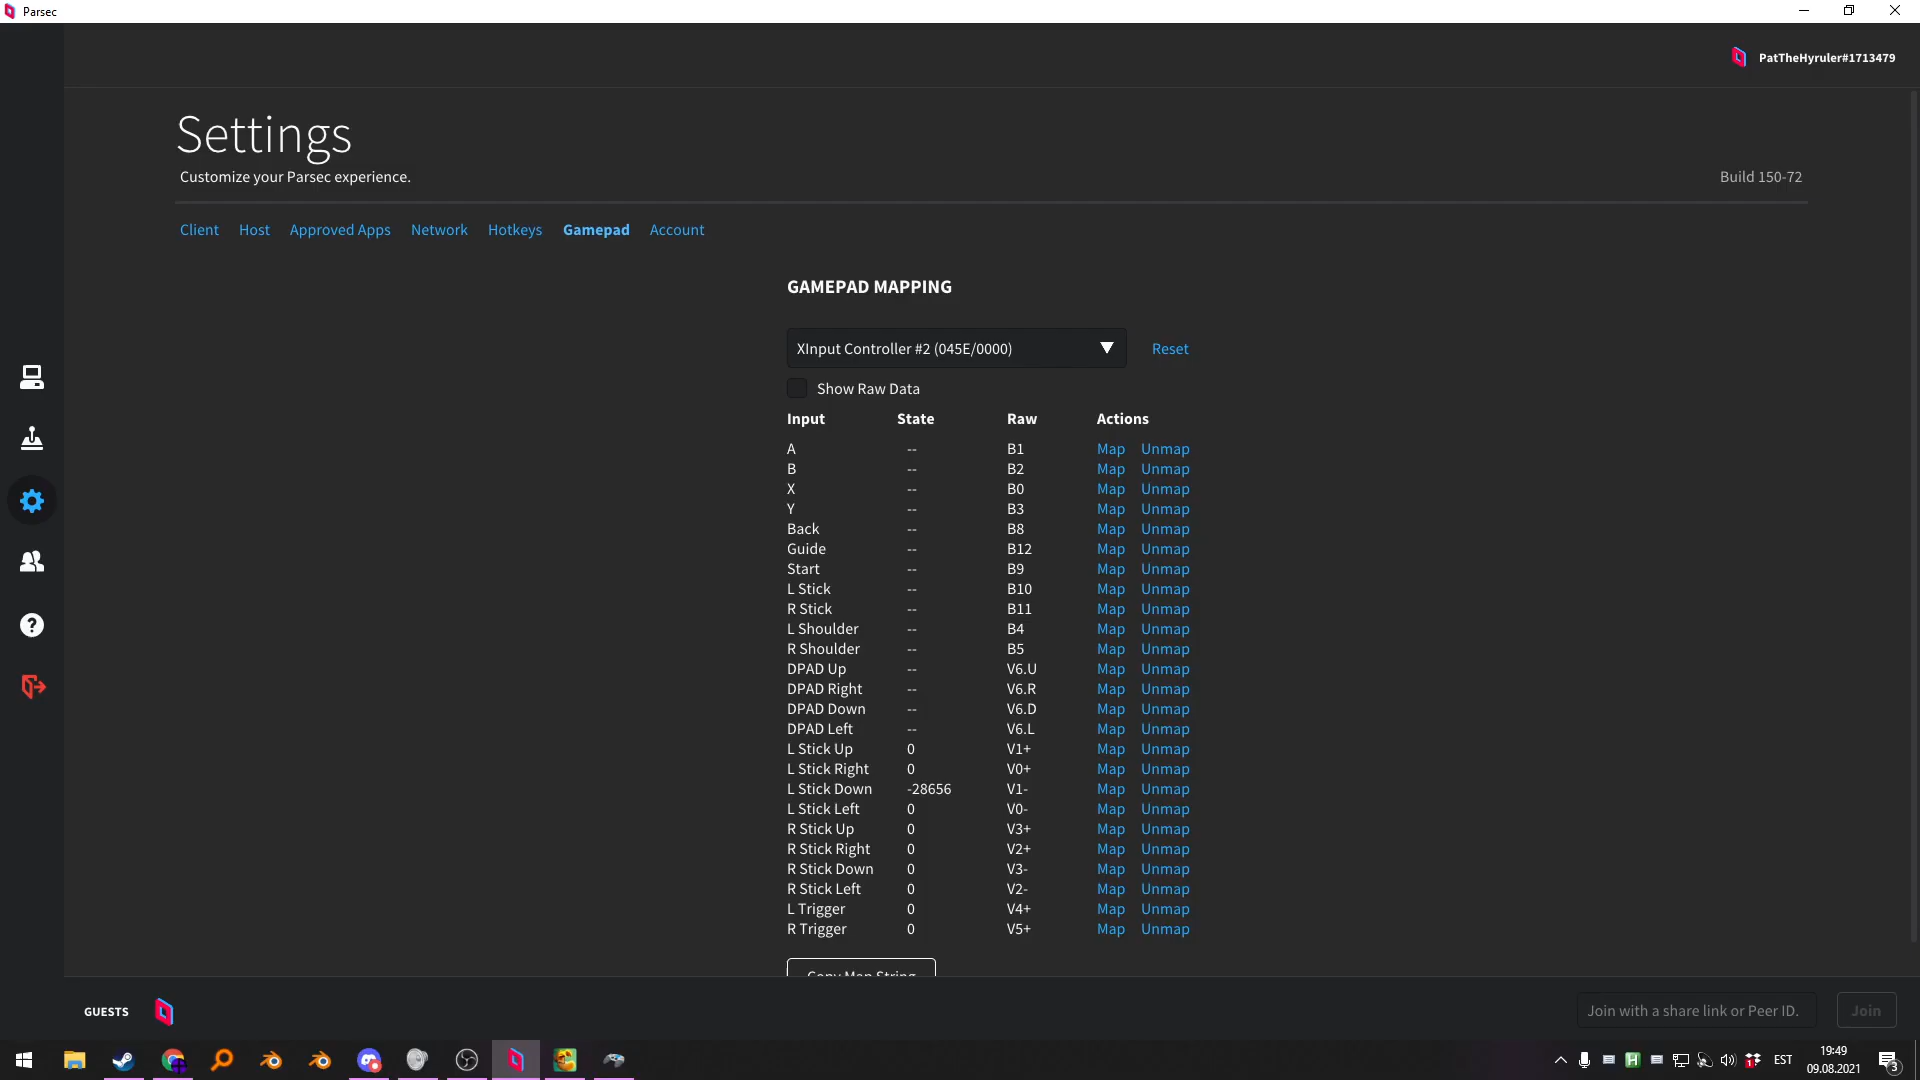 Parsec
PatTheHyruler#1713479
Settings
Customize your Parsec experience.
Build 150-72
Client Host Approved Apps Network Hotkeys Gamepad Account
GAMEPAD MAPPING
XInput Controller #2 (045E/0000) Reset
Show Raw Data
Input State Raw Actions
A -- B1 Map Unmap
B -- B2 Map Unmap
X -- B0 Map Unmap
Y -- B3 Map Unmap
Back -- B8 Map Unmap
Guide -- B12 Map Unmap
Start -- B9 Map Unmap
L Stick -- B10 Map Unmap
R Stick -- B11 Map Unmap
L Shoulder -- B4 Map Unmap
R Shoulder -- B5 Map Unmap
DPAD Up -- V6.U Map Unmap
DPAD Right -- V6.R Map Unmap
DPAD Down -- V6.D Map Unmap
DPAD Left -- V6.L Map Unmap
L Stick Up 0 V1+ Map Unmap
L Stick Right 0 V0+ Map Unmap
L Stick Down -28656 V1- Map Unmap
L Stick Left 0 V0- Map Unmap
R Stick Up 0 V3+ Map Unmap
R Stick Right 0 V2+ Map Unmap
R Stick Down 0 V3- Map Unmap
R Stick Left 0 V2- Map Unmap
L Trigger 0 V4+ Map Unmap
R Trigger 0 V5+ Map Unmap
Copy Map String
GUESTS
Join with a share link or Peer ID. Join
EST
19:49
09.08.2021
3